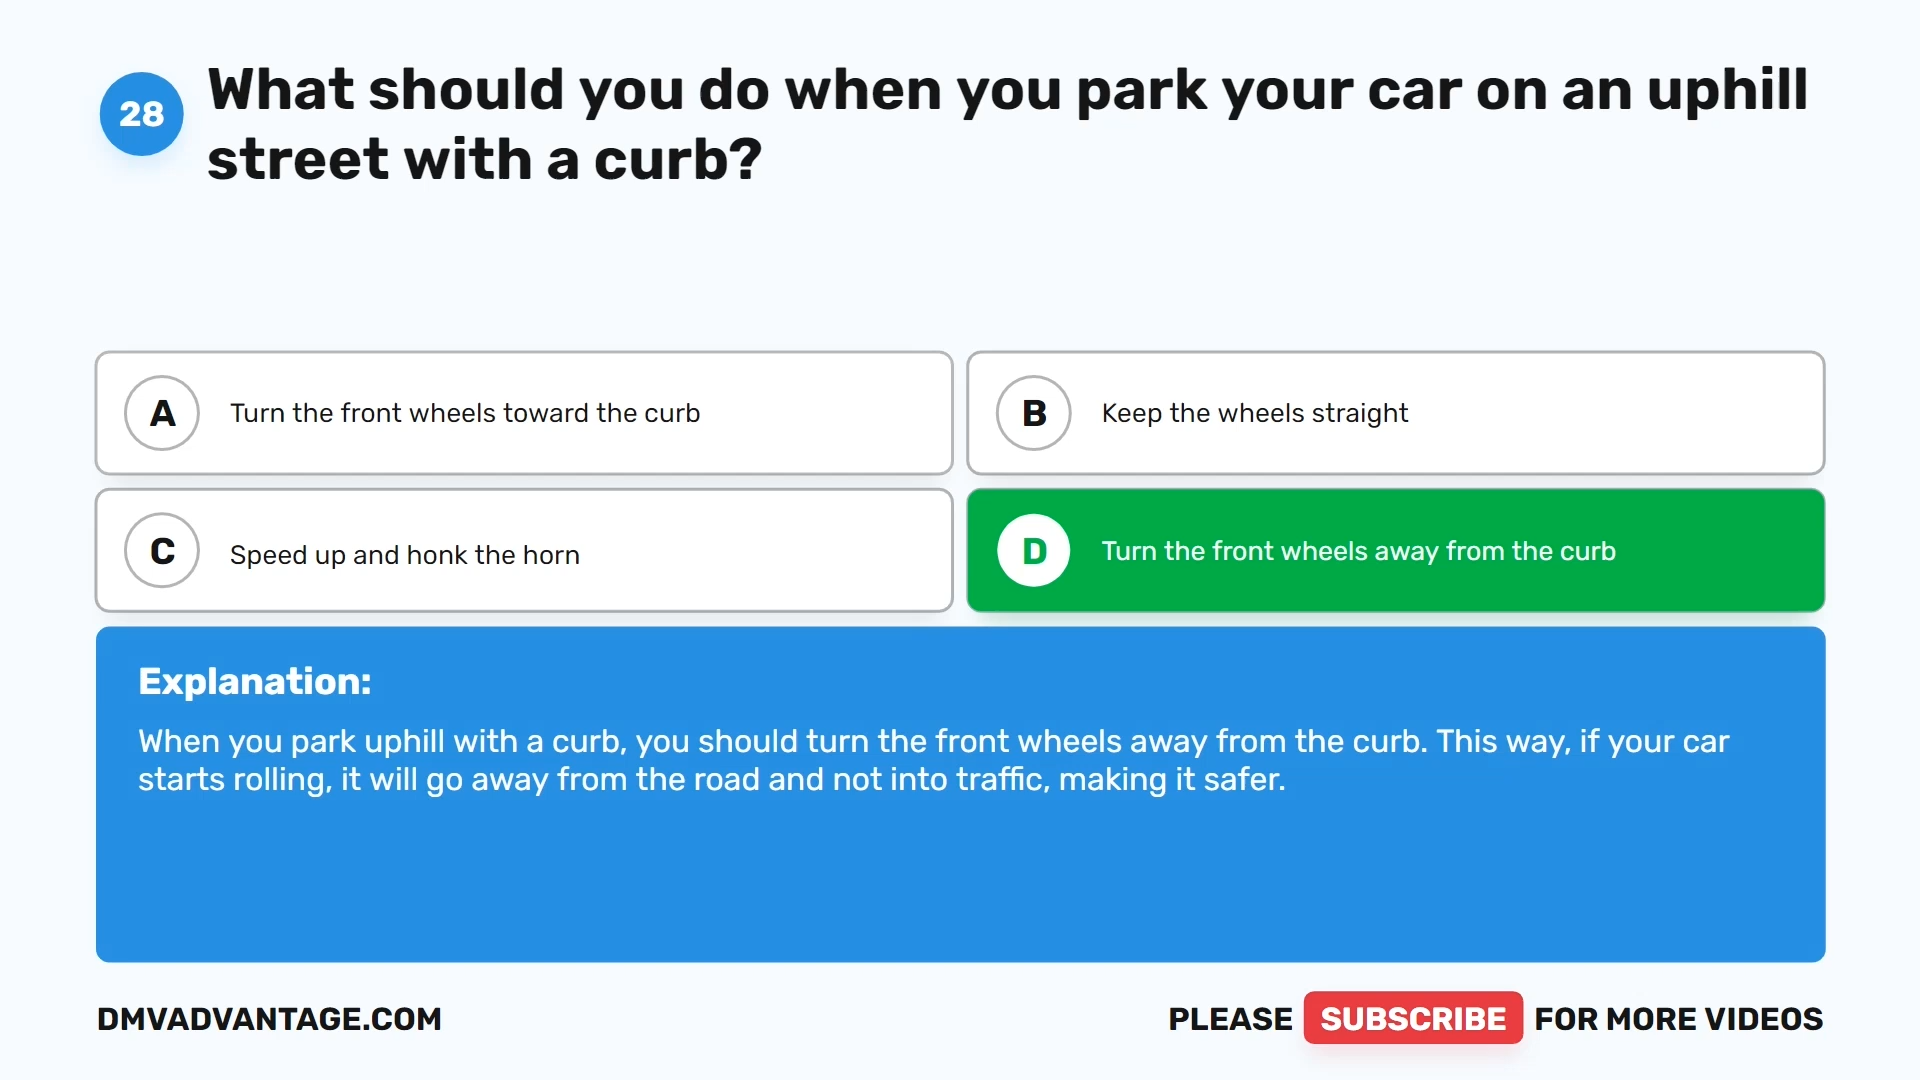 28
What should you do when you park your car on an uphill
street with a curb?
A Turn the front wheels toward the curb
B Keep the wheels straight
C Speed up and honk the horn
D Turn the front wheels away from the curb
Explanation:
When you park uphill with a curb, you should turn the front wheels away from the curb. This way, if your car
starts rolling, it will go away from the road and not into traffic, making it safer.
DMVADVANTAGE.COM
PLEASE SUBSCRIBE FOR MORE VIDEOS